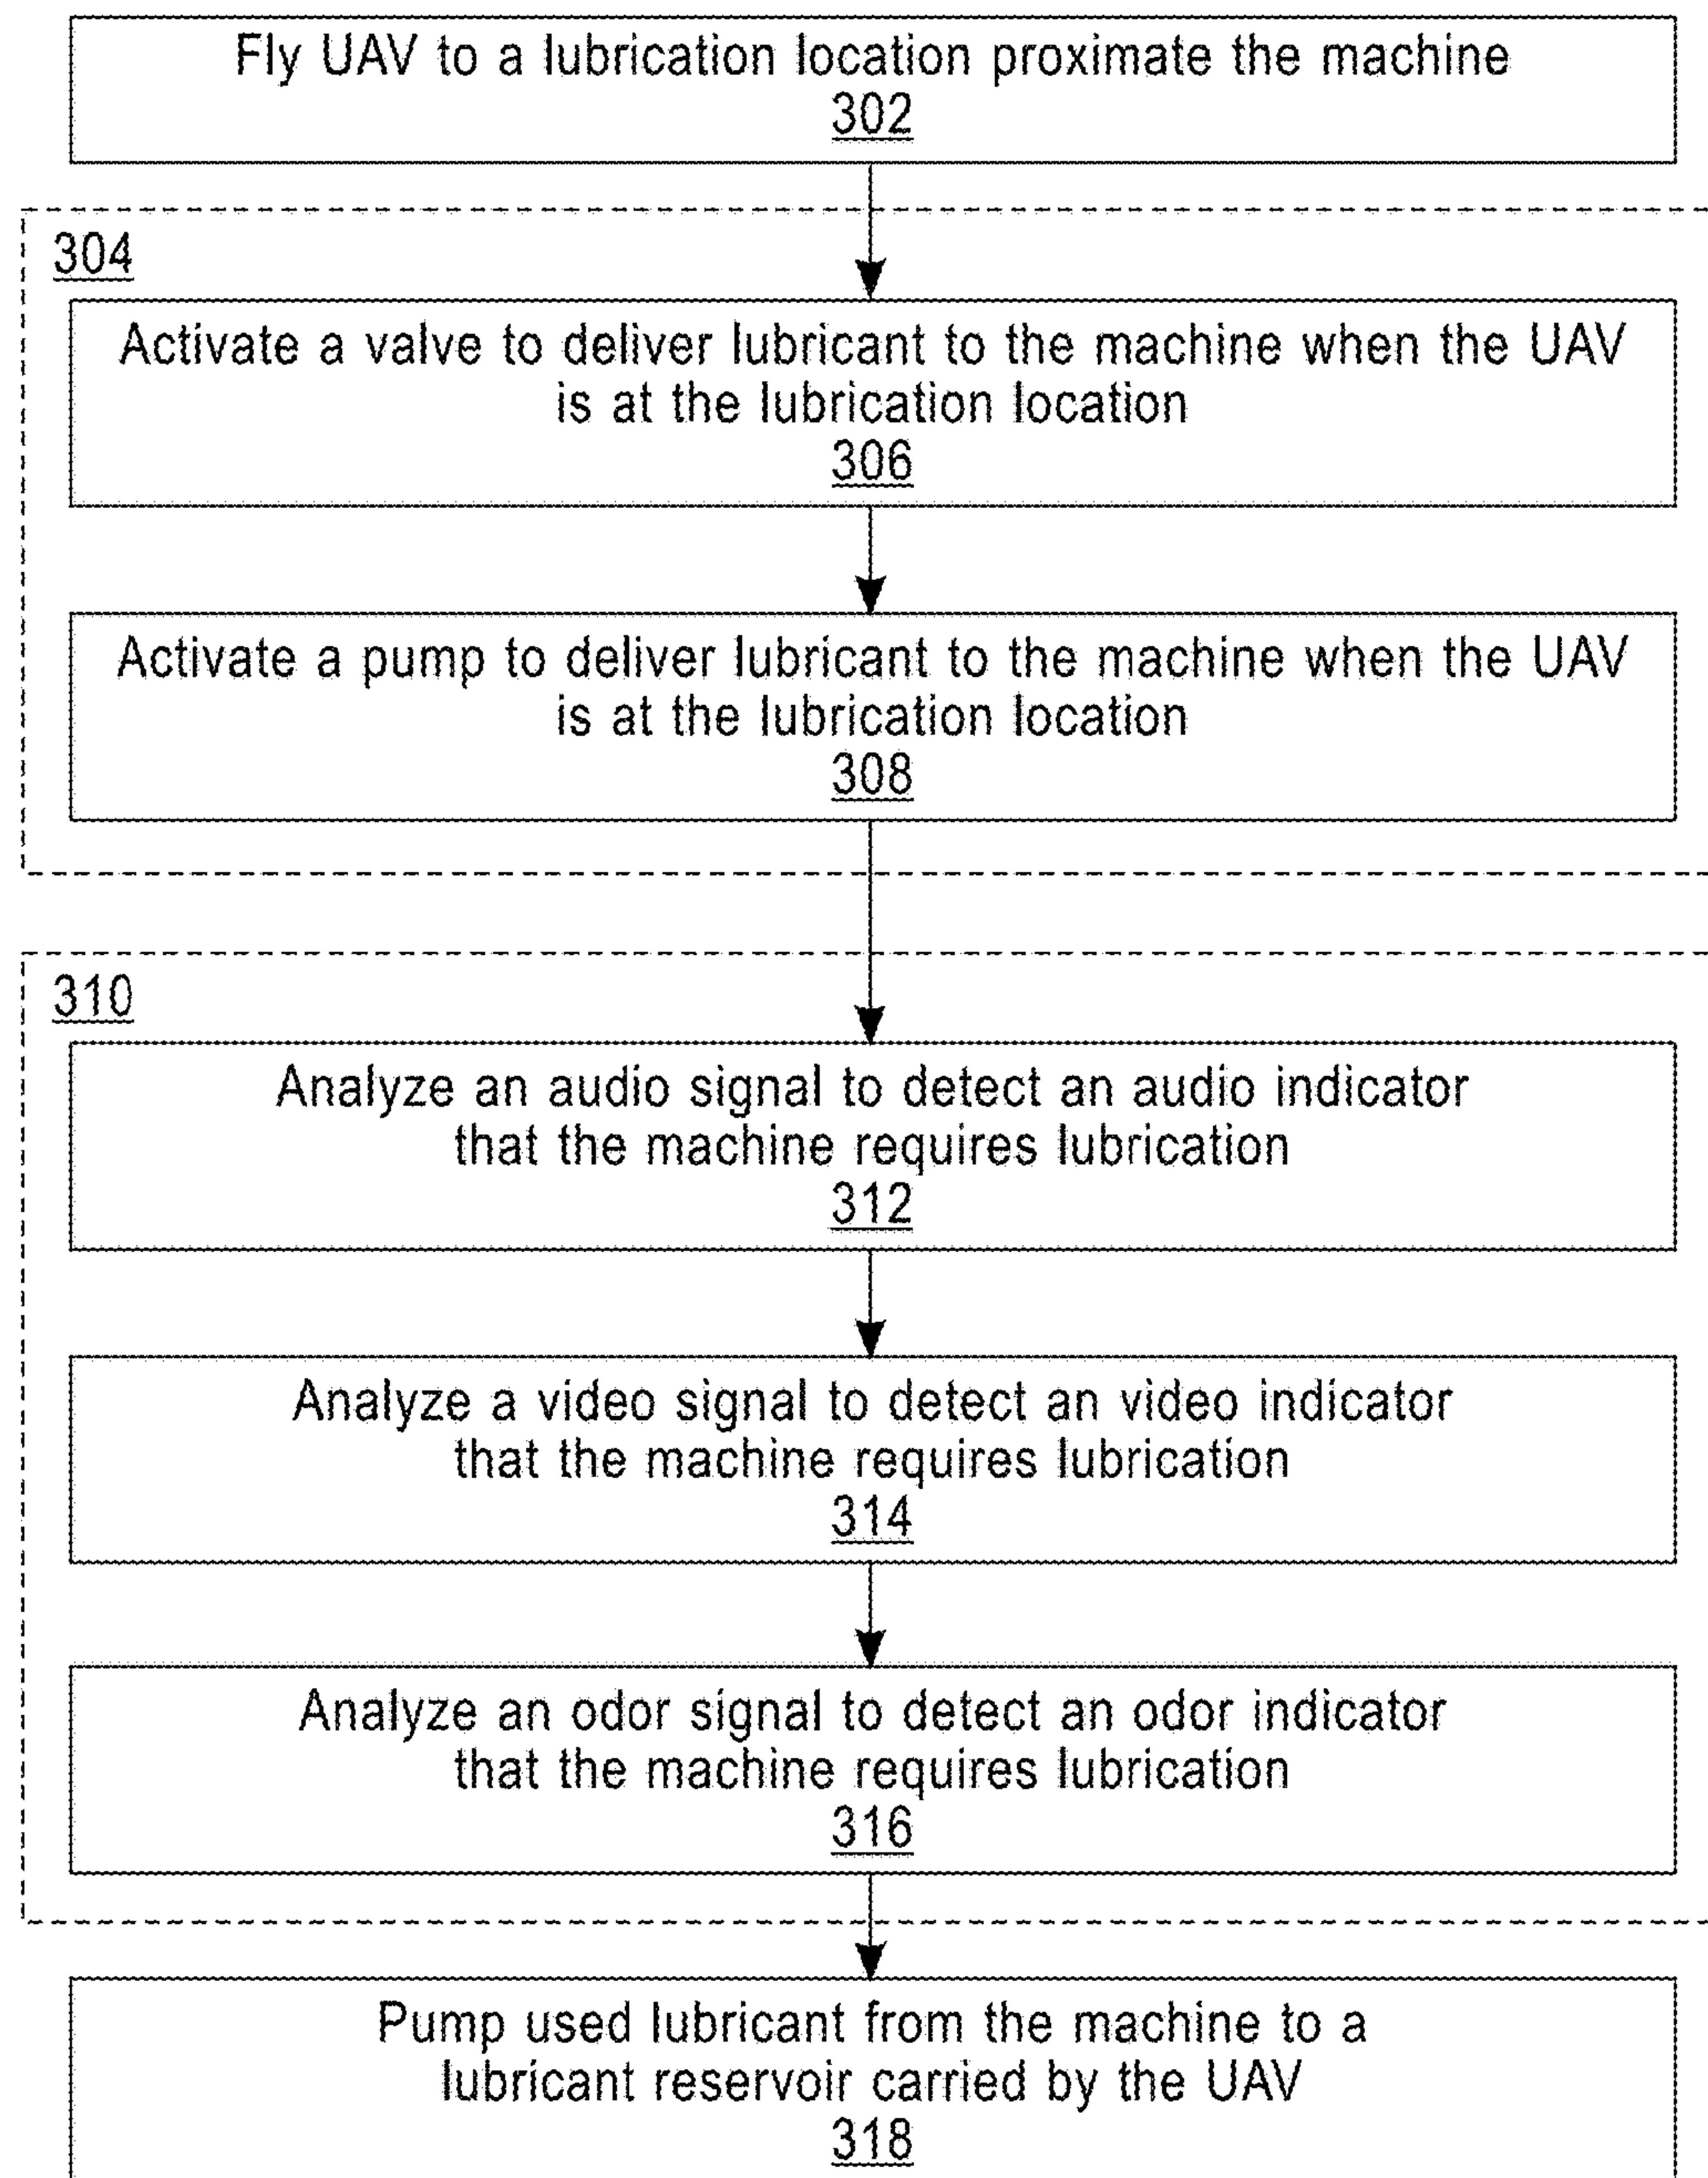 Fly UAV to a lubrication location proximate the machine
302
304
Activate a valve to deliver lubricant to the machine when the UAV
is at the lubrication location
306
Activate a pump to deliver lubricant to the machine when the UAV
is at the lubrication location
308
310
Analyze an audio signal to detect an audio indicator
that the machine requires lubrication
312
Analyze a video signal to detect an video indicator
that the machine requires lubrication
314
Analyze an odor signal to detect an odor indicator
that the machine requires lubrication
316
Pump used lubricant from the machine to a
lubricant reservoir carried by the UAV
318